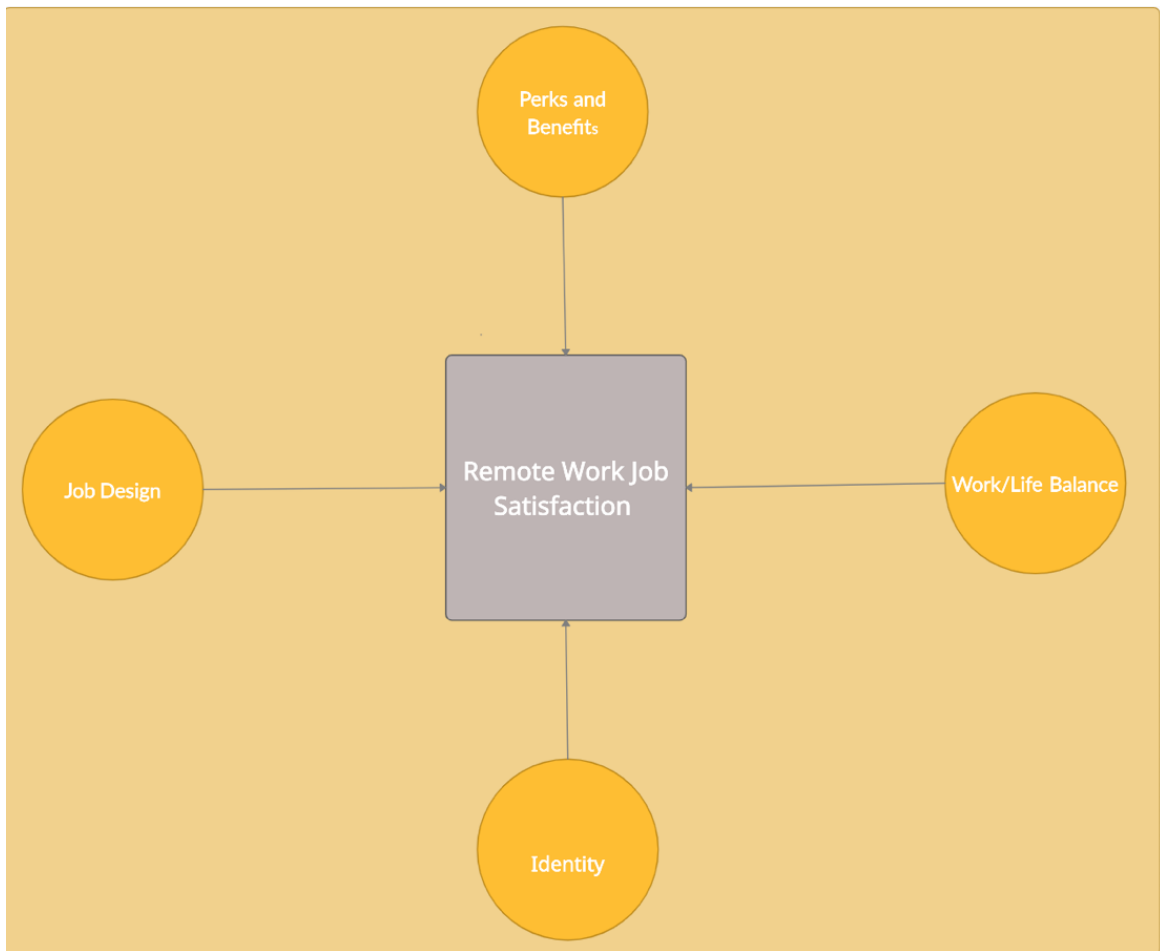 Perks and
Benefits
Job Design
Remote Work Job
Satisfaction
Work/Life Balance
Identity